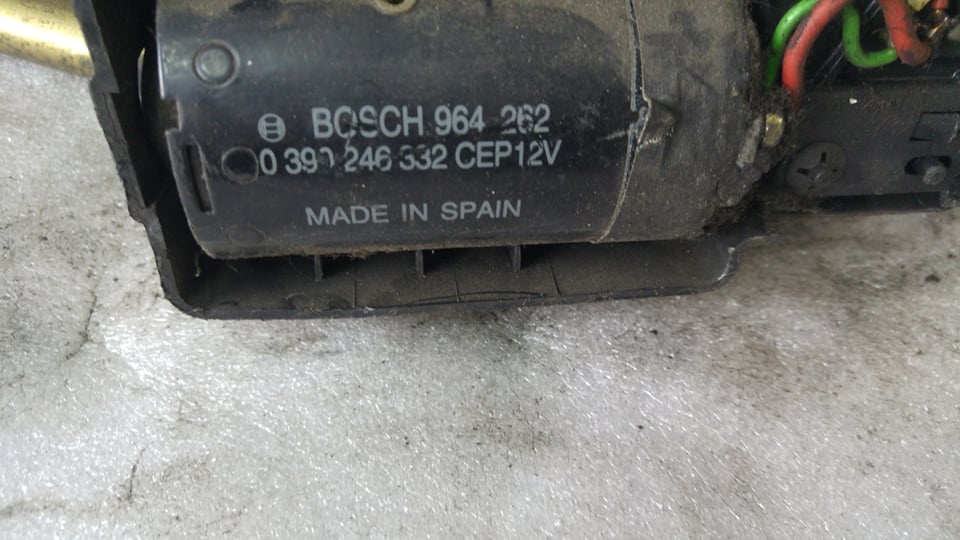 BOSCH 964 262
0 390 246 332 CEP12V
MADE IN SPAIN